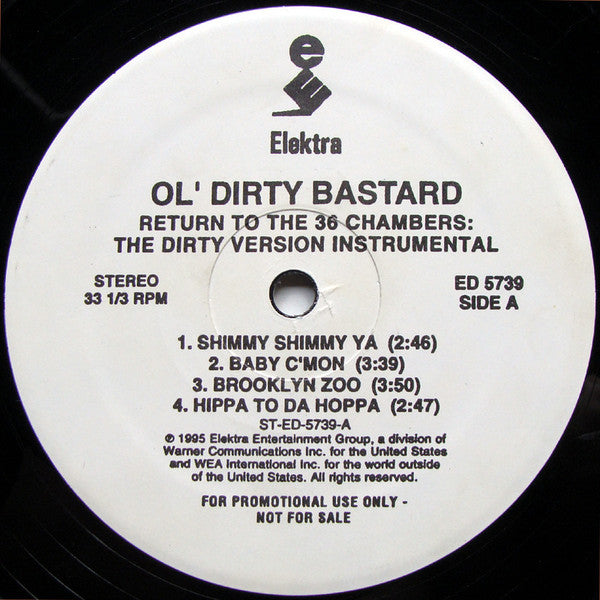 Elektra
OL' DIRTY BASTARD
RETURN TO THE 36 CHAMBERS:
THE DIRTY VERSION INSTRUMENTAL
STEREO
33 1/3 RPM
ED 5739
SIDE A
1. SHIMMY SHIMMY YA (2:46)
2. BABY C'MON (3:39)
3. BROOKLYN ZOO (3:50)
4. HIPPA TO DA HOPPA (2:47)
ST-ED-5739-A
℗ 1995 Elektra Entertainment Group, a division of
Warner Communications Inc. for the United States
and WEA International Inc. for the world outside
of the United States. All rights reserved.
FOR PROMOTIONAL USE ONLY -
NOT FOR SALE